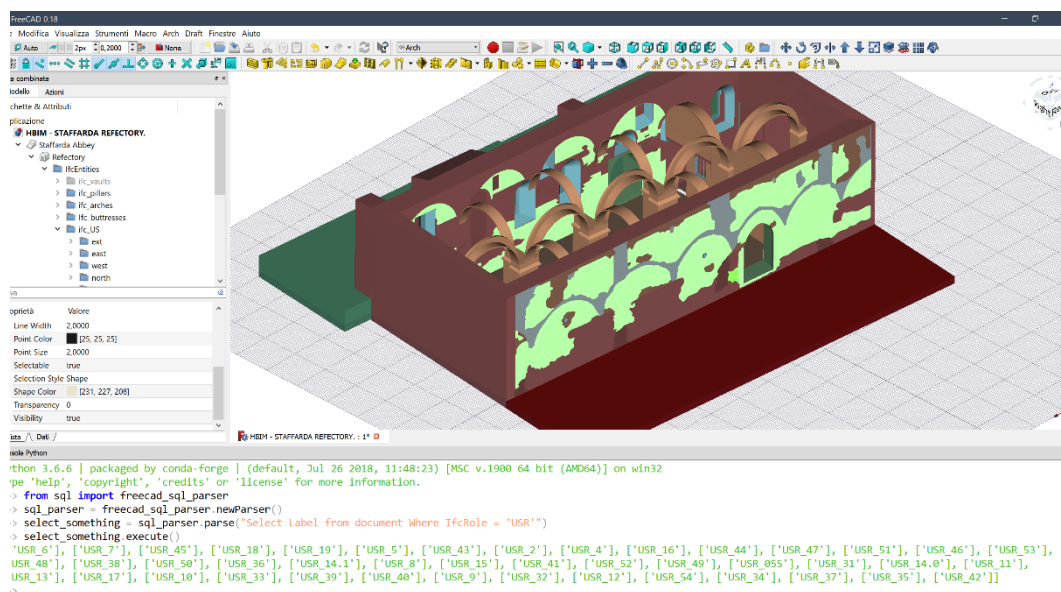 FreeCAD 0.18
Modifica Visualizza Strumenti Macro Arch Draft Finestre Aiuto
Auto 2px 0,2000 None Arch
combinata
Modello Azioni
chette & Attributi
plicazione
HBIM - STAFFARDA REFECTORY.
Staffarda Abbey
Refectory
IfcEntities
ifc_vaults
ifc_pillars
ifc_arches
ifc_buttresses
ifc_US
ext
east
west
north
oprietà Valore
Line Width 2,0000
Point Color [25, 25, 25]
Point Size 2,0000
Selectable true
Selection Style Shape
Shape Color [231, 227, 208]
Transparency 0
Visibility true
ista Dati
HBIM - STAFFARDA REFECTORY. : 1*
sole Python
ython 3.6.6 | packaged by conda-forge | (default, Jul 26 2018, 11:48:23) [MSC v.1900 64 bit (AMD64)] on win32
ype 'help', 'copyright', 'credits' or 'license' for more information.
> from sql import freecad_sql_parser
> sql_parser = freecad_sql_parser.newParser()
> select_something = sql_parser.parse("Select Label from document Where IfcRole = 'USR'")
> select_something.execute()
'USR_6'], ['USR_7'], ['USR_45'], ['USR_18'], ['USR_19'], ['USR_5'], ['USR_43'], ['USR_2'], ['USR_4'], ['USR_16'], ['USR_44'], ['USR_47'], ['USR_51'], ['USR_46'], ['USR_53'],
USR_48'], ['USR_38'], ['USR_50'], ['USR_36'], ['USR_14.1'], ['USR_8'], ['USR_15'], ['USR_41'], ['USR_52'], ['USR_49'], ['USR_055'], ['USR_31'], ['USR_14.0'], ['USR_11'],
USR_13'], ['USR_17'], ['USR_10'], ['USR_33'], ['USR_39'], ['USR_40'], ['USR_9'], ['USR_32'], ['USR_12'], ['USR_54'], ['USR_34'], ['USR_37'], ['USR_35'], ['USR_42']]
>